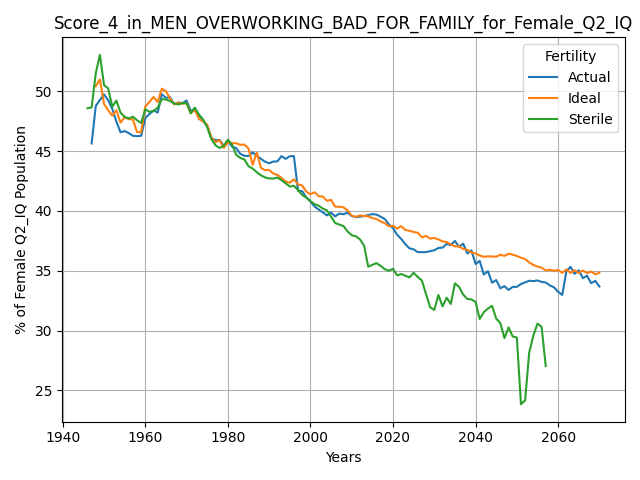 Score_4_in_MEN_OVERWORKING_BAD_FOR_FAMILY_for_Female_Q2_IQ
Fertility
Actual
Ideal
Sterile
% of Female Q2_IQ Population
50
45
40
35
30
25
1940
1960
1980
2000
2020
2040
2060
Years